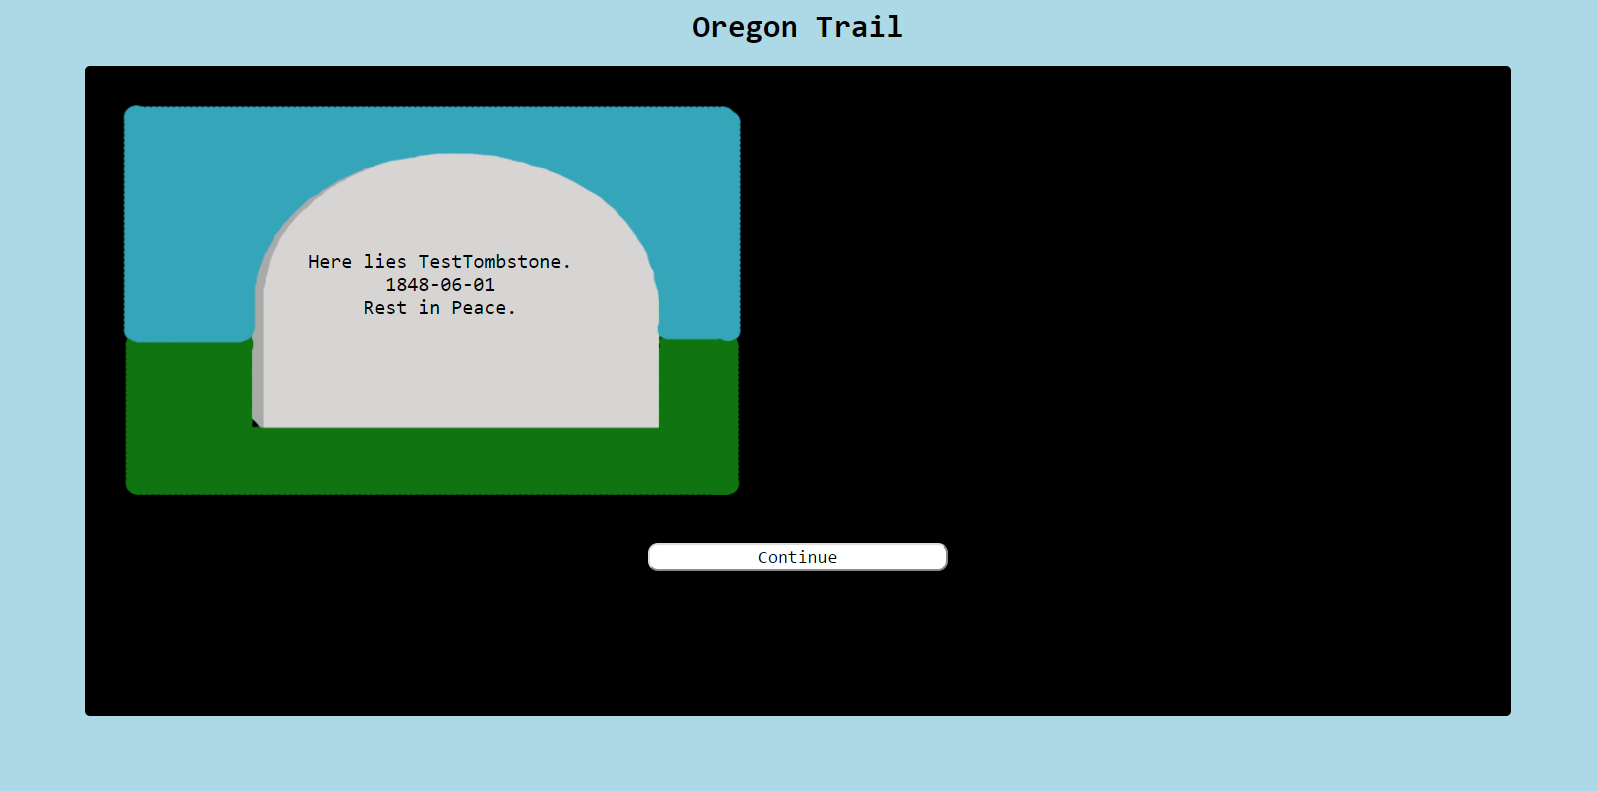 Oregon Trail
Here lies TestTombstone.
1848-06-01
Rest in Peace.
Continue